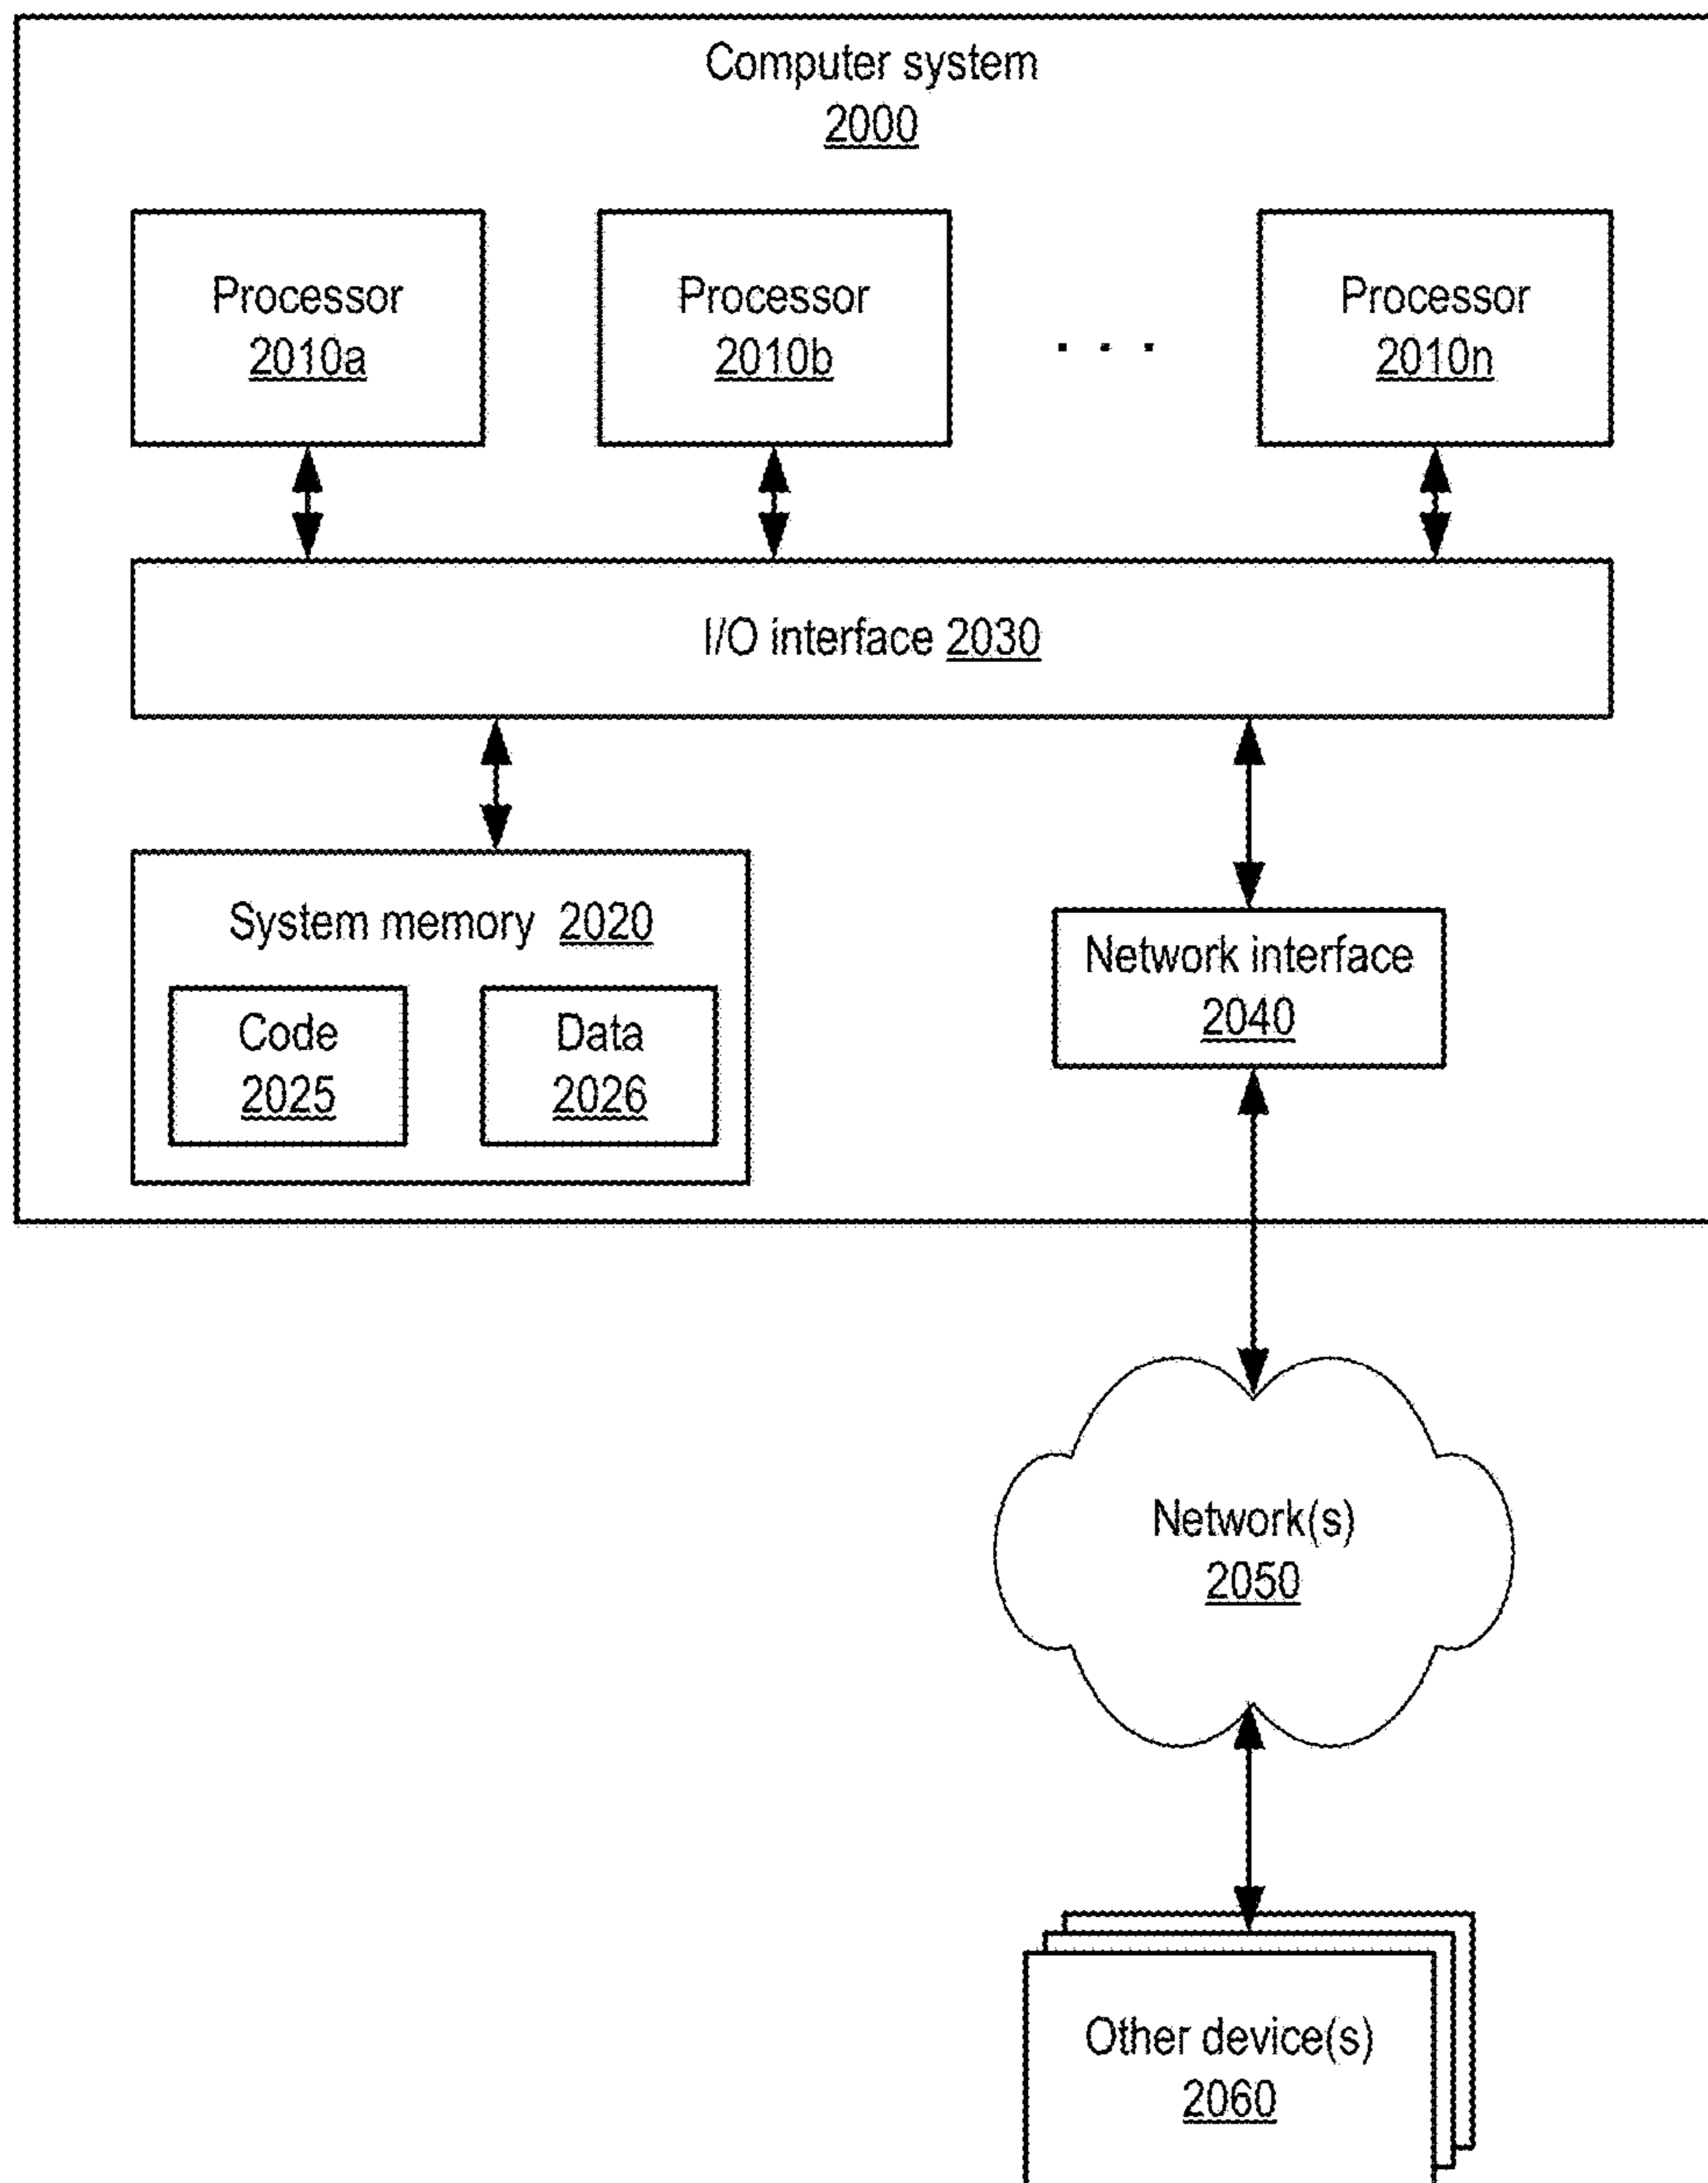 Computer system
2000
Processor
2010a
Processor
2010b
. . .
Processor
2010n
I/O interface 2030
System memory 2020
Code
2025
Data
2026
Network interface
2040
Network(s)
2050
Other device(s)
2060